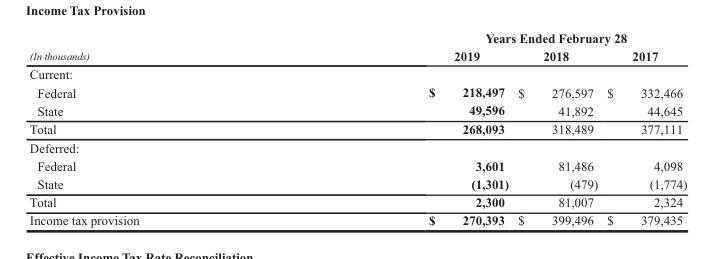 Income Tax Provision
Years Ended February 28
(In thousands) 2019 2018 2017
Current:
Federal $ 218,497 $ 276,597 $ 332,466
State 49,596 41,892 44,645
Total 268,093 318,489 377,111
Deferred:
Federal 3,601 81,486 4,098
State (1,301) (479) (1,774)
Total 2,300 81,007 2,324
Income tax provision $ 270,393 $ 399,496 $ 379,435
Effective Income Tax Rate Reconciliation